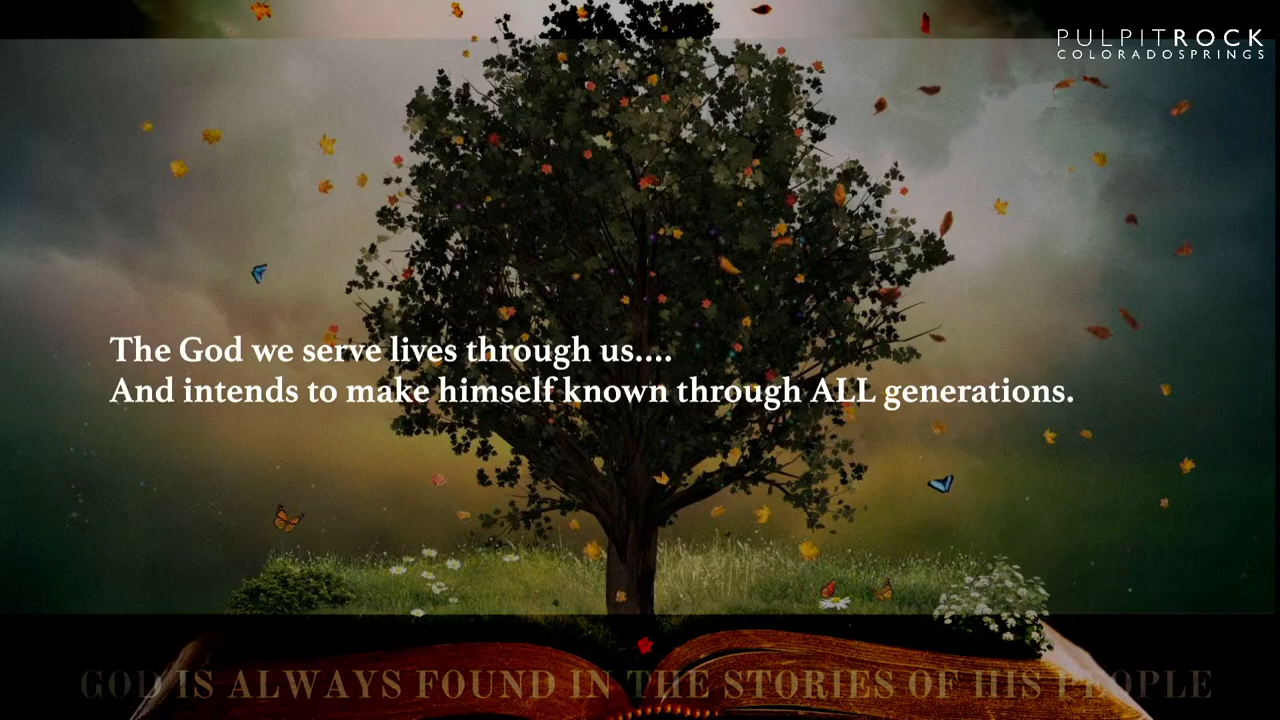 PULPITROCK
COLORADOSPRINGS
The God we serve lives through us....
And intends to make himself known through ALL generations.
GOD IS ALWAYS FOUND IN THE STORIES OF HIS PEOPLE